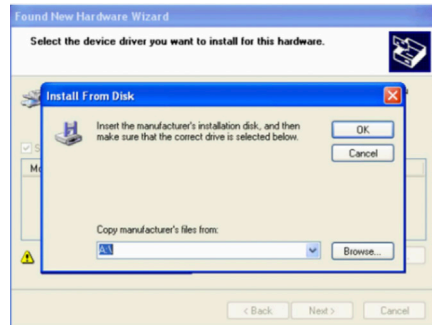 Found New Hardware Wizard
Select the device driver you want to install for this hardware.
Install From Disk
Insert the manufacturer's installation disk, and then
make sure that the correct drive is selected below.
OK
Cancel
S
Mo
Copy manufacturer's files from:
A:\
Browse...
< Back
Next >
Cancel